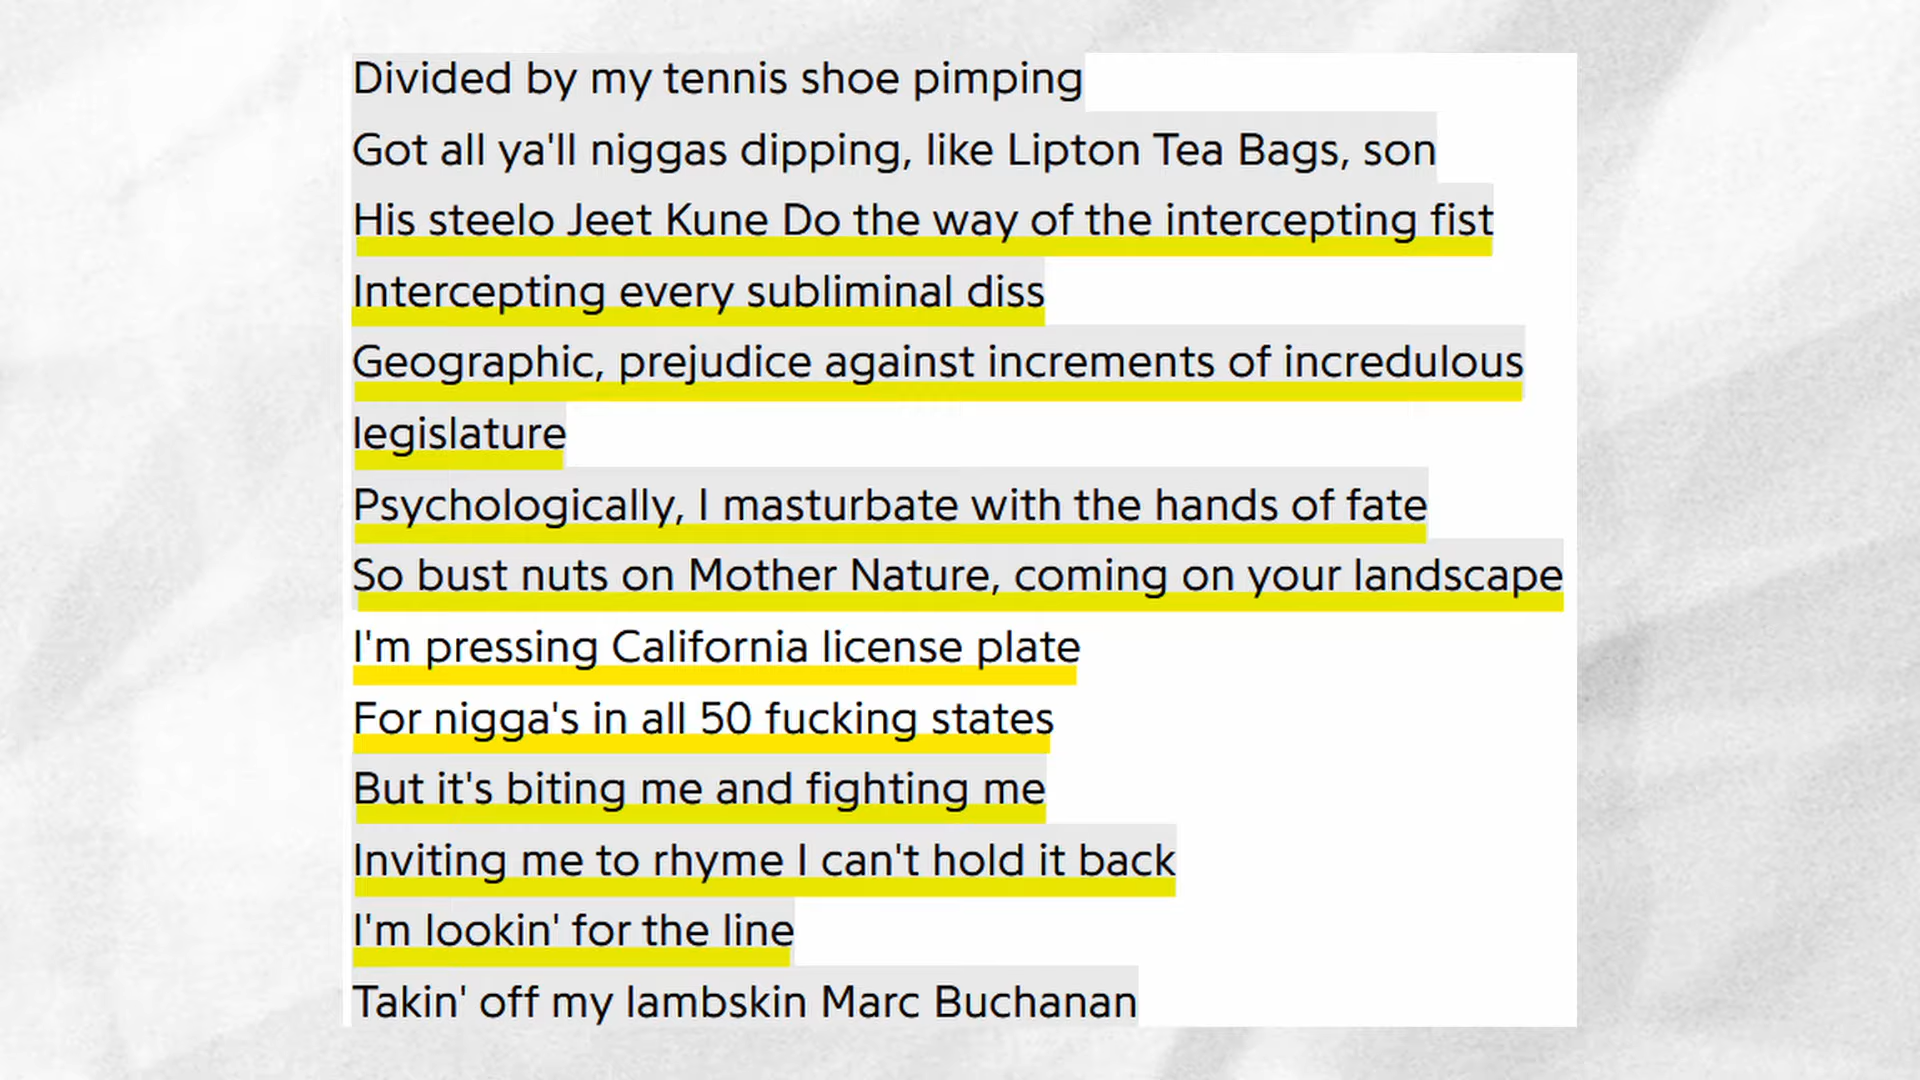 Divided by my tennis shoe pimping
Got all ya'll niggas dipping, like Lipton Tea Bags, son
His steelo Jeet Kune Do the way of the intercepting fist
Intercepting every subliminal diss
Geographic, prejudice against increments of incredulous
legislature
Psychologically, I masturbate with the hands of fate
So bust nuts on Mother Nature, coming on your landscape
I'm pressing California license plate
For nigga's in all 50 fucking states
But it's biting me and fighting me
Inviting me to rhyme I can't hold it back
I'm lookin' for the line
Takin' off my lambskin Marc Buchanan